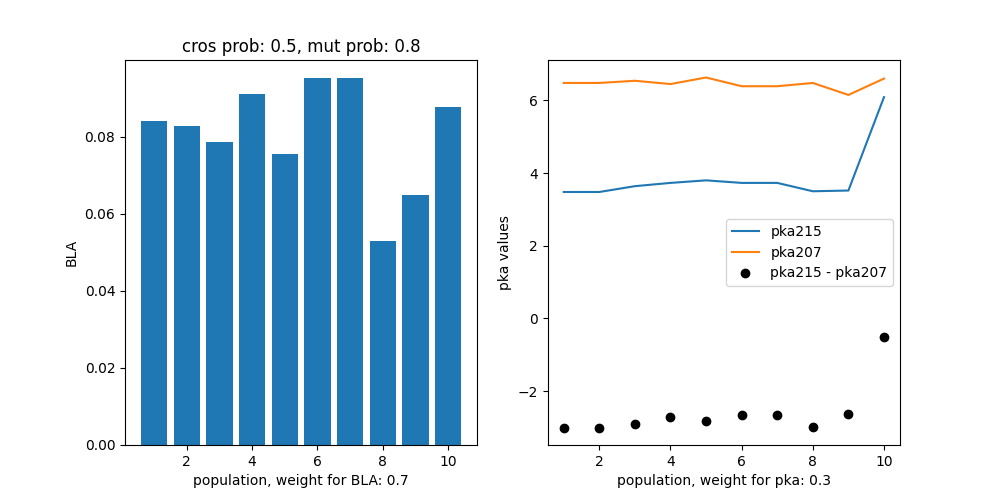 cros prob: 0.5, mut prob: 0.8
BLA
0.08
0.06
0.04
0.02
0.00
2 4 6 8 10
population, weight for BLA: 0.7
pka values
6
4
2
0
−2
pka215
pka207
pka215 - pka207
2 4 6 8 10
population, weight for pka: 0.3